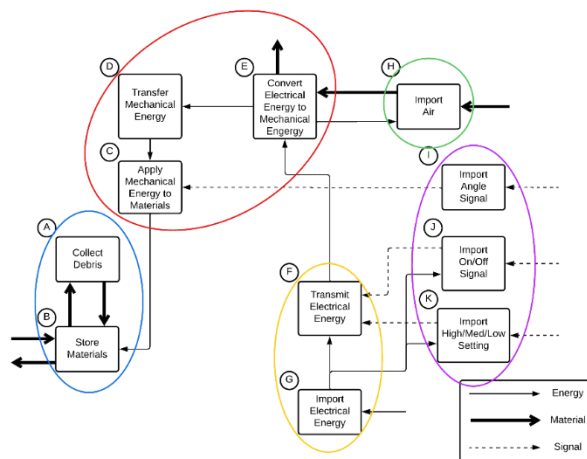 D
Transfer
Mechanical
Energy
E
Convert
Electrical
Energy to
Mechanical
Engergy
H
Import
Air
C
Apply
Mechanical
Energy to
Materials
I
Import
Angle
Signal
A
Collect
Debris
J
Import
On/Off
Signal
F
Transmit
Electrical
Energy
B
Store
Materials
K
Import
High/Med/Low
Setting
G
Import
Electrical
Energy
Energy
Material
Signal